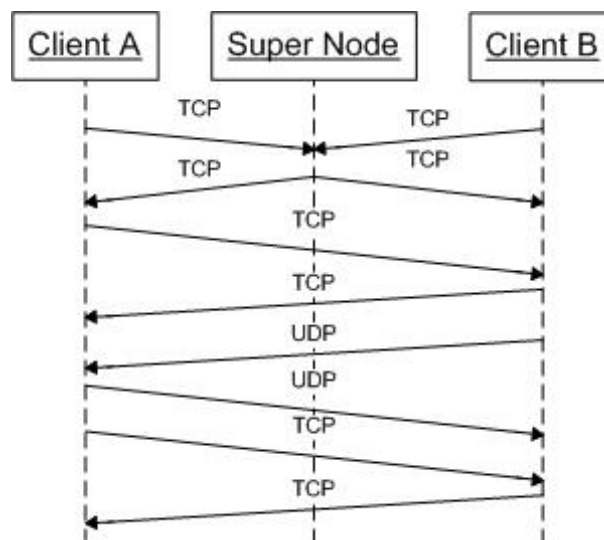 Client A Super Node Client B
TCP
TCP
TCP
TCP
TCP
TCP
UDP
UDP
TCP
TCP